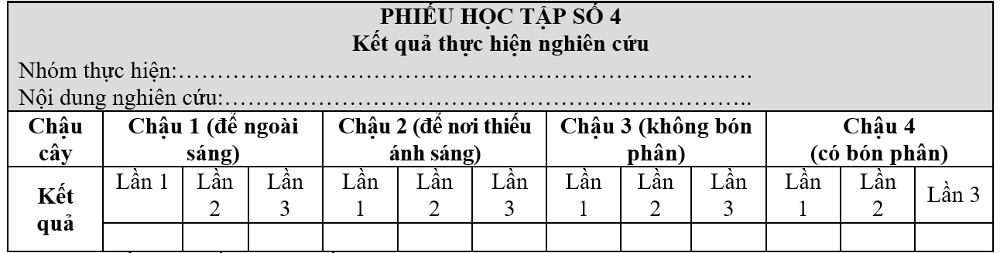 PHIẾU HỌC TẬP SỐ 4
Kết quả thực hiện nghiên cứu
Nhóm thực hiện:……………………………………………………………………….….
Nội dung nghiên cứu:…………………………………………………………………..
Chậu cây
Chậu 1 (để ngoài sáng)
Chậu 2 (để nơi thiếu ánh sáng)
Chậu 3 (không bón phân)
Chậu 4 (có bón phân)
Kết quả
Lần 1
Lần 2
Lần 3
Lần 1
Lần 2
Lần 3
Lần 1
Lần 2
Lần 3
Lần 1
Lần 2
Lần 3